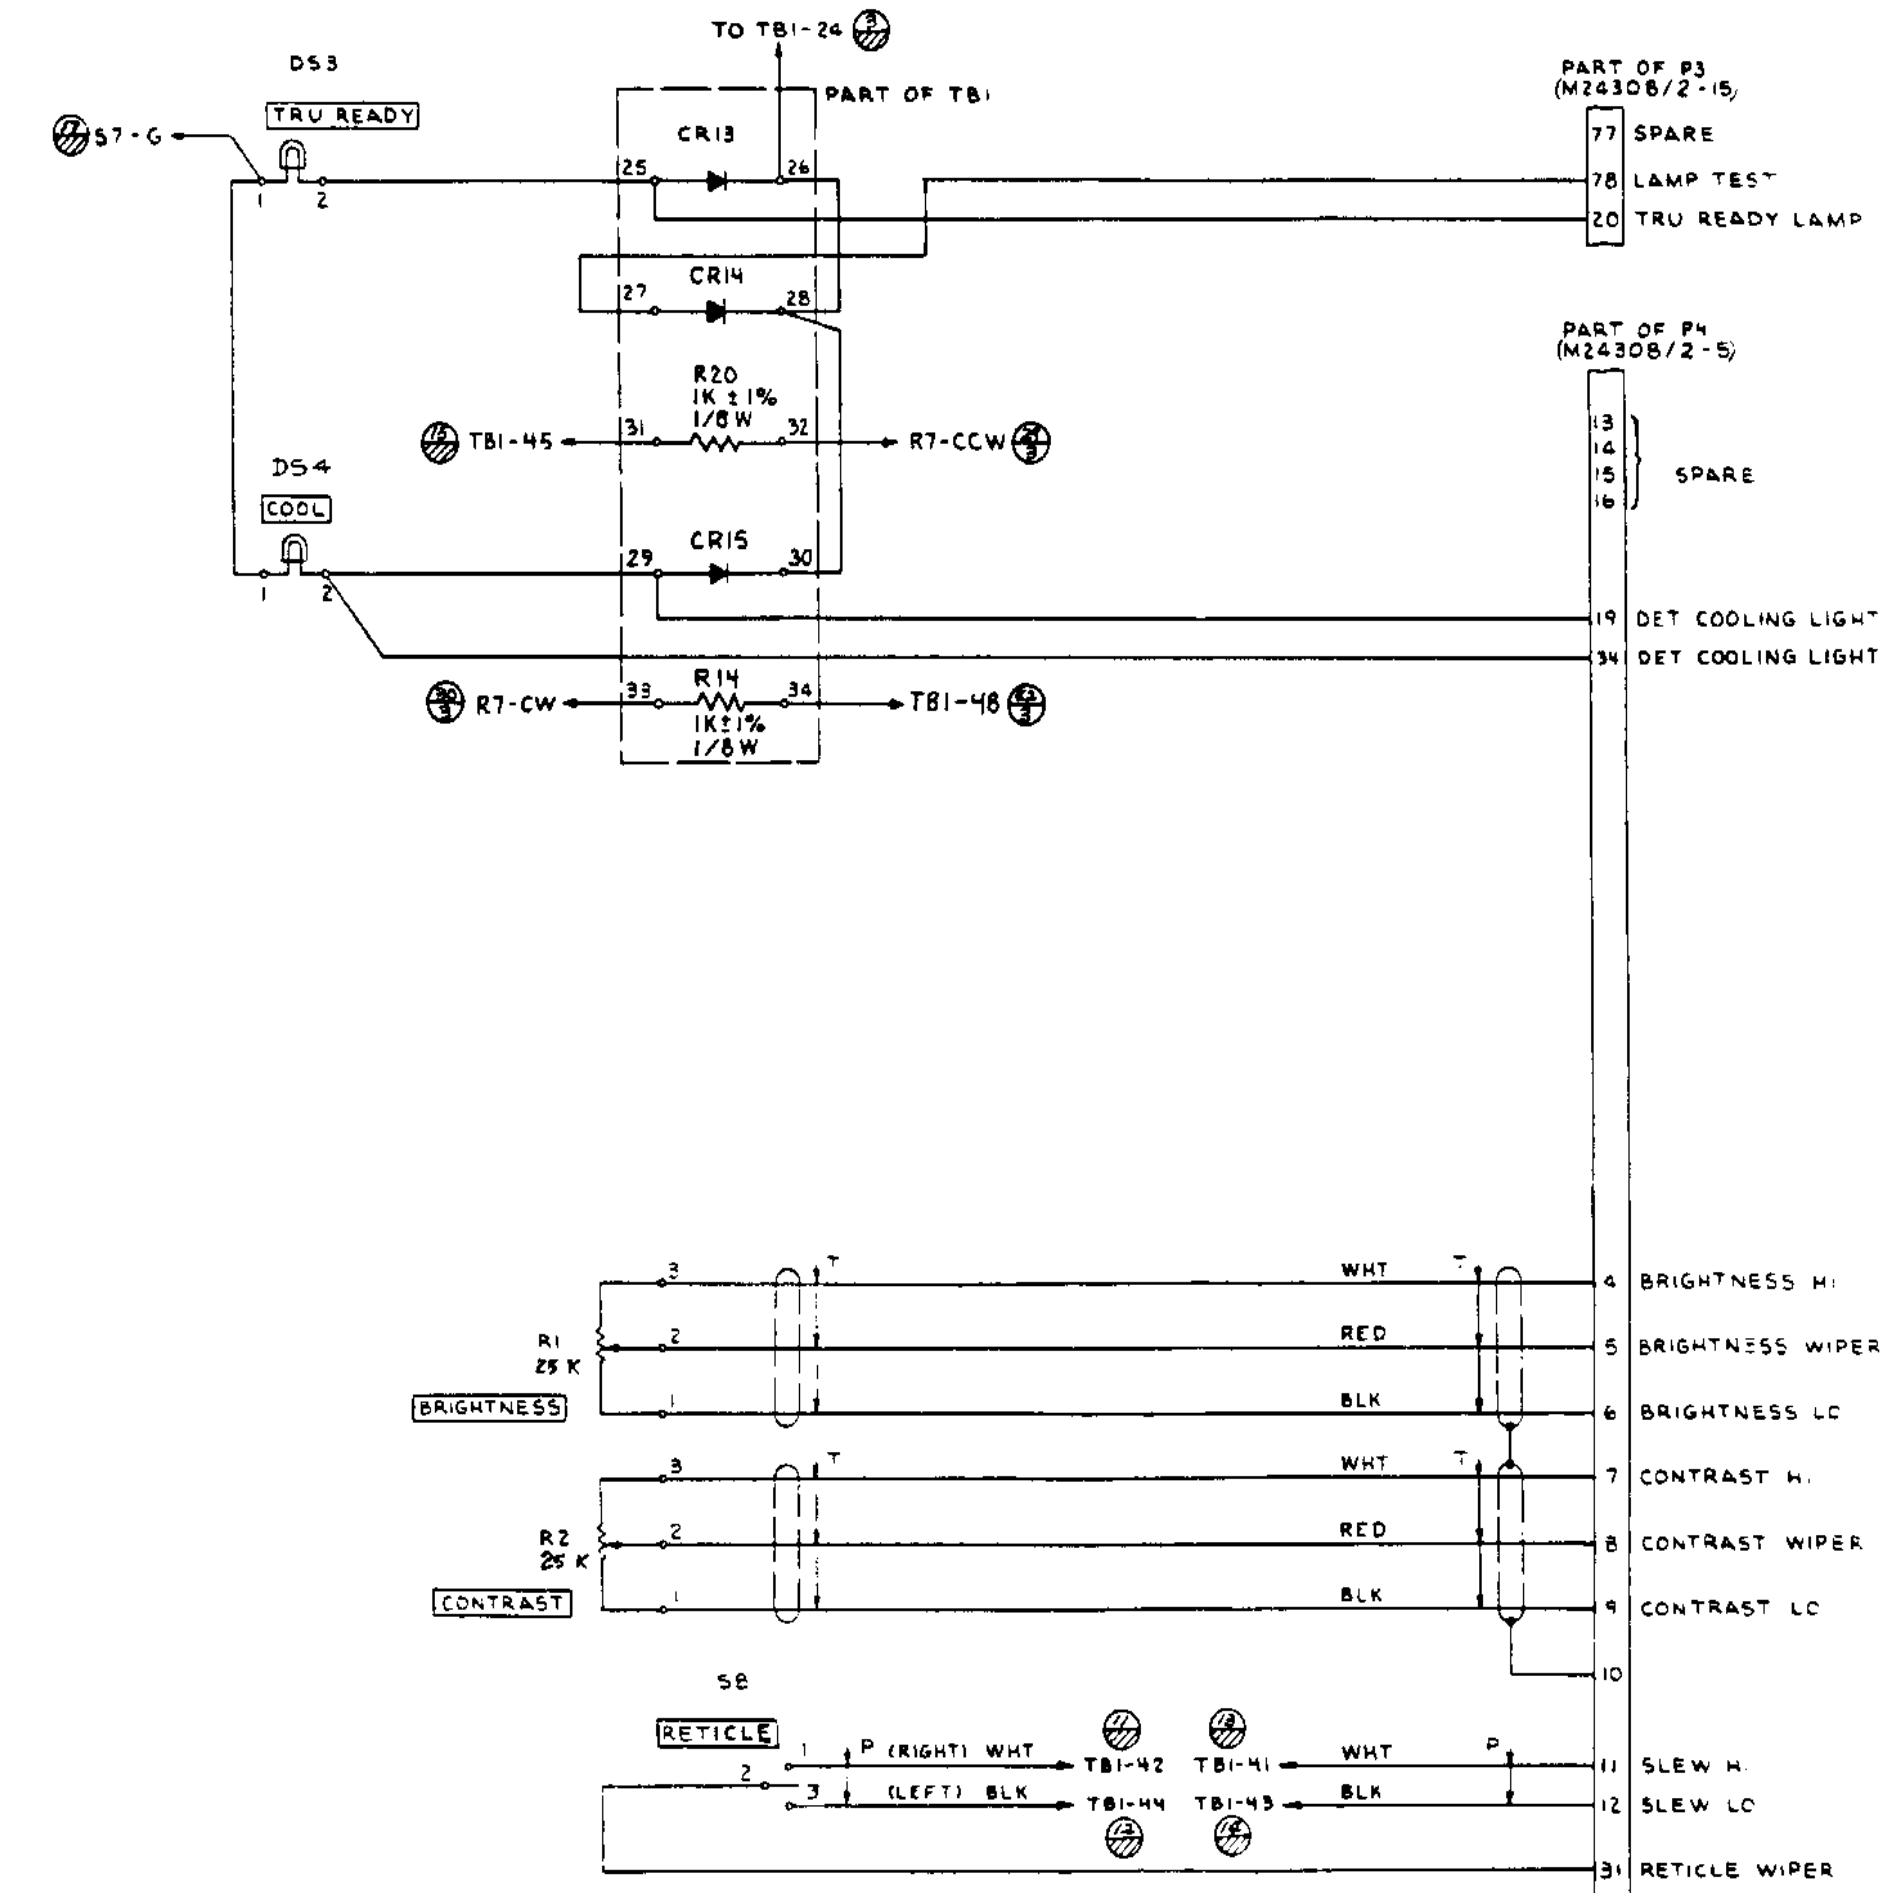 TO TB1-24 3
DS3
TRU READY
S7-G
1
2
PART OF TB1
CR13
25
26
PART OF P3
(M24308/2-15)
77 SPARE
78 LAMP TEST
20 TRU READY LAMP
CR14
27
28
PART OF P4
(M24308/2-5)
13
14
15
16
SPARE
R20
1K ± 1%
1/8 W
TB1-45
31
32
R7-CCW
DS4
COOL
1
2
CR15
29
30
19 DET COOLING LIGHT
34 DET COOLING LIGHT
R7-CW
33
R14
34
TB1-48
1K ± 1%
1/8 W
3 T WHT T 4 BRIGHTNESS HI
R1
25 K
2 RED 5 BRIGHTNESS WIPER
BRIGHTNESS
1 BLK 6 BRIGHTNESS LO
3 T WHT T 7 CONTRAST HI
R2
25 K
2 RED 8 CONTRAST WIPER
CONTRAST
1 BLK 9 CONTRAST LO
10
S8
RETICLE
11
13
1 P (RIGHT) WHT TB1-42 TB1-41 WHT P 11 SLEW HI
2
3 (LEFT) BLK TB1-44 TB1-43 BLK 12 SLEW LO
12
14
31 RETICLE WIPER